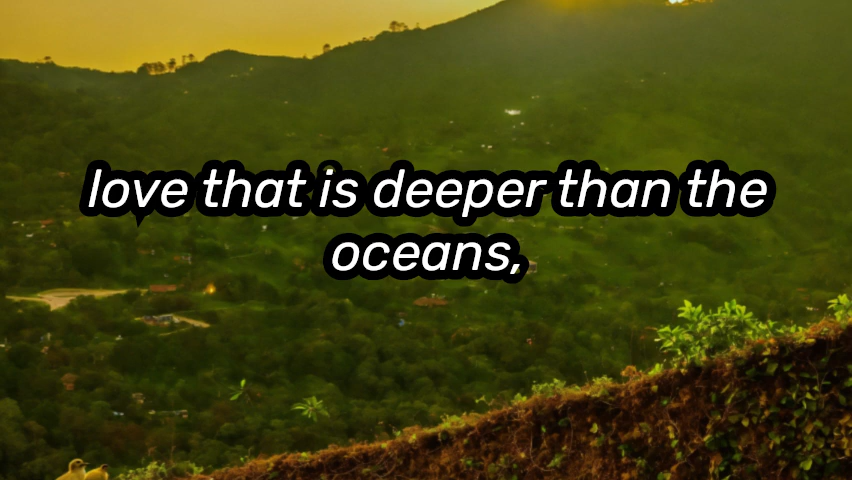 love that is deeper than the
oceans,